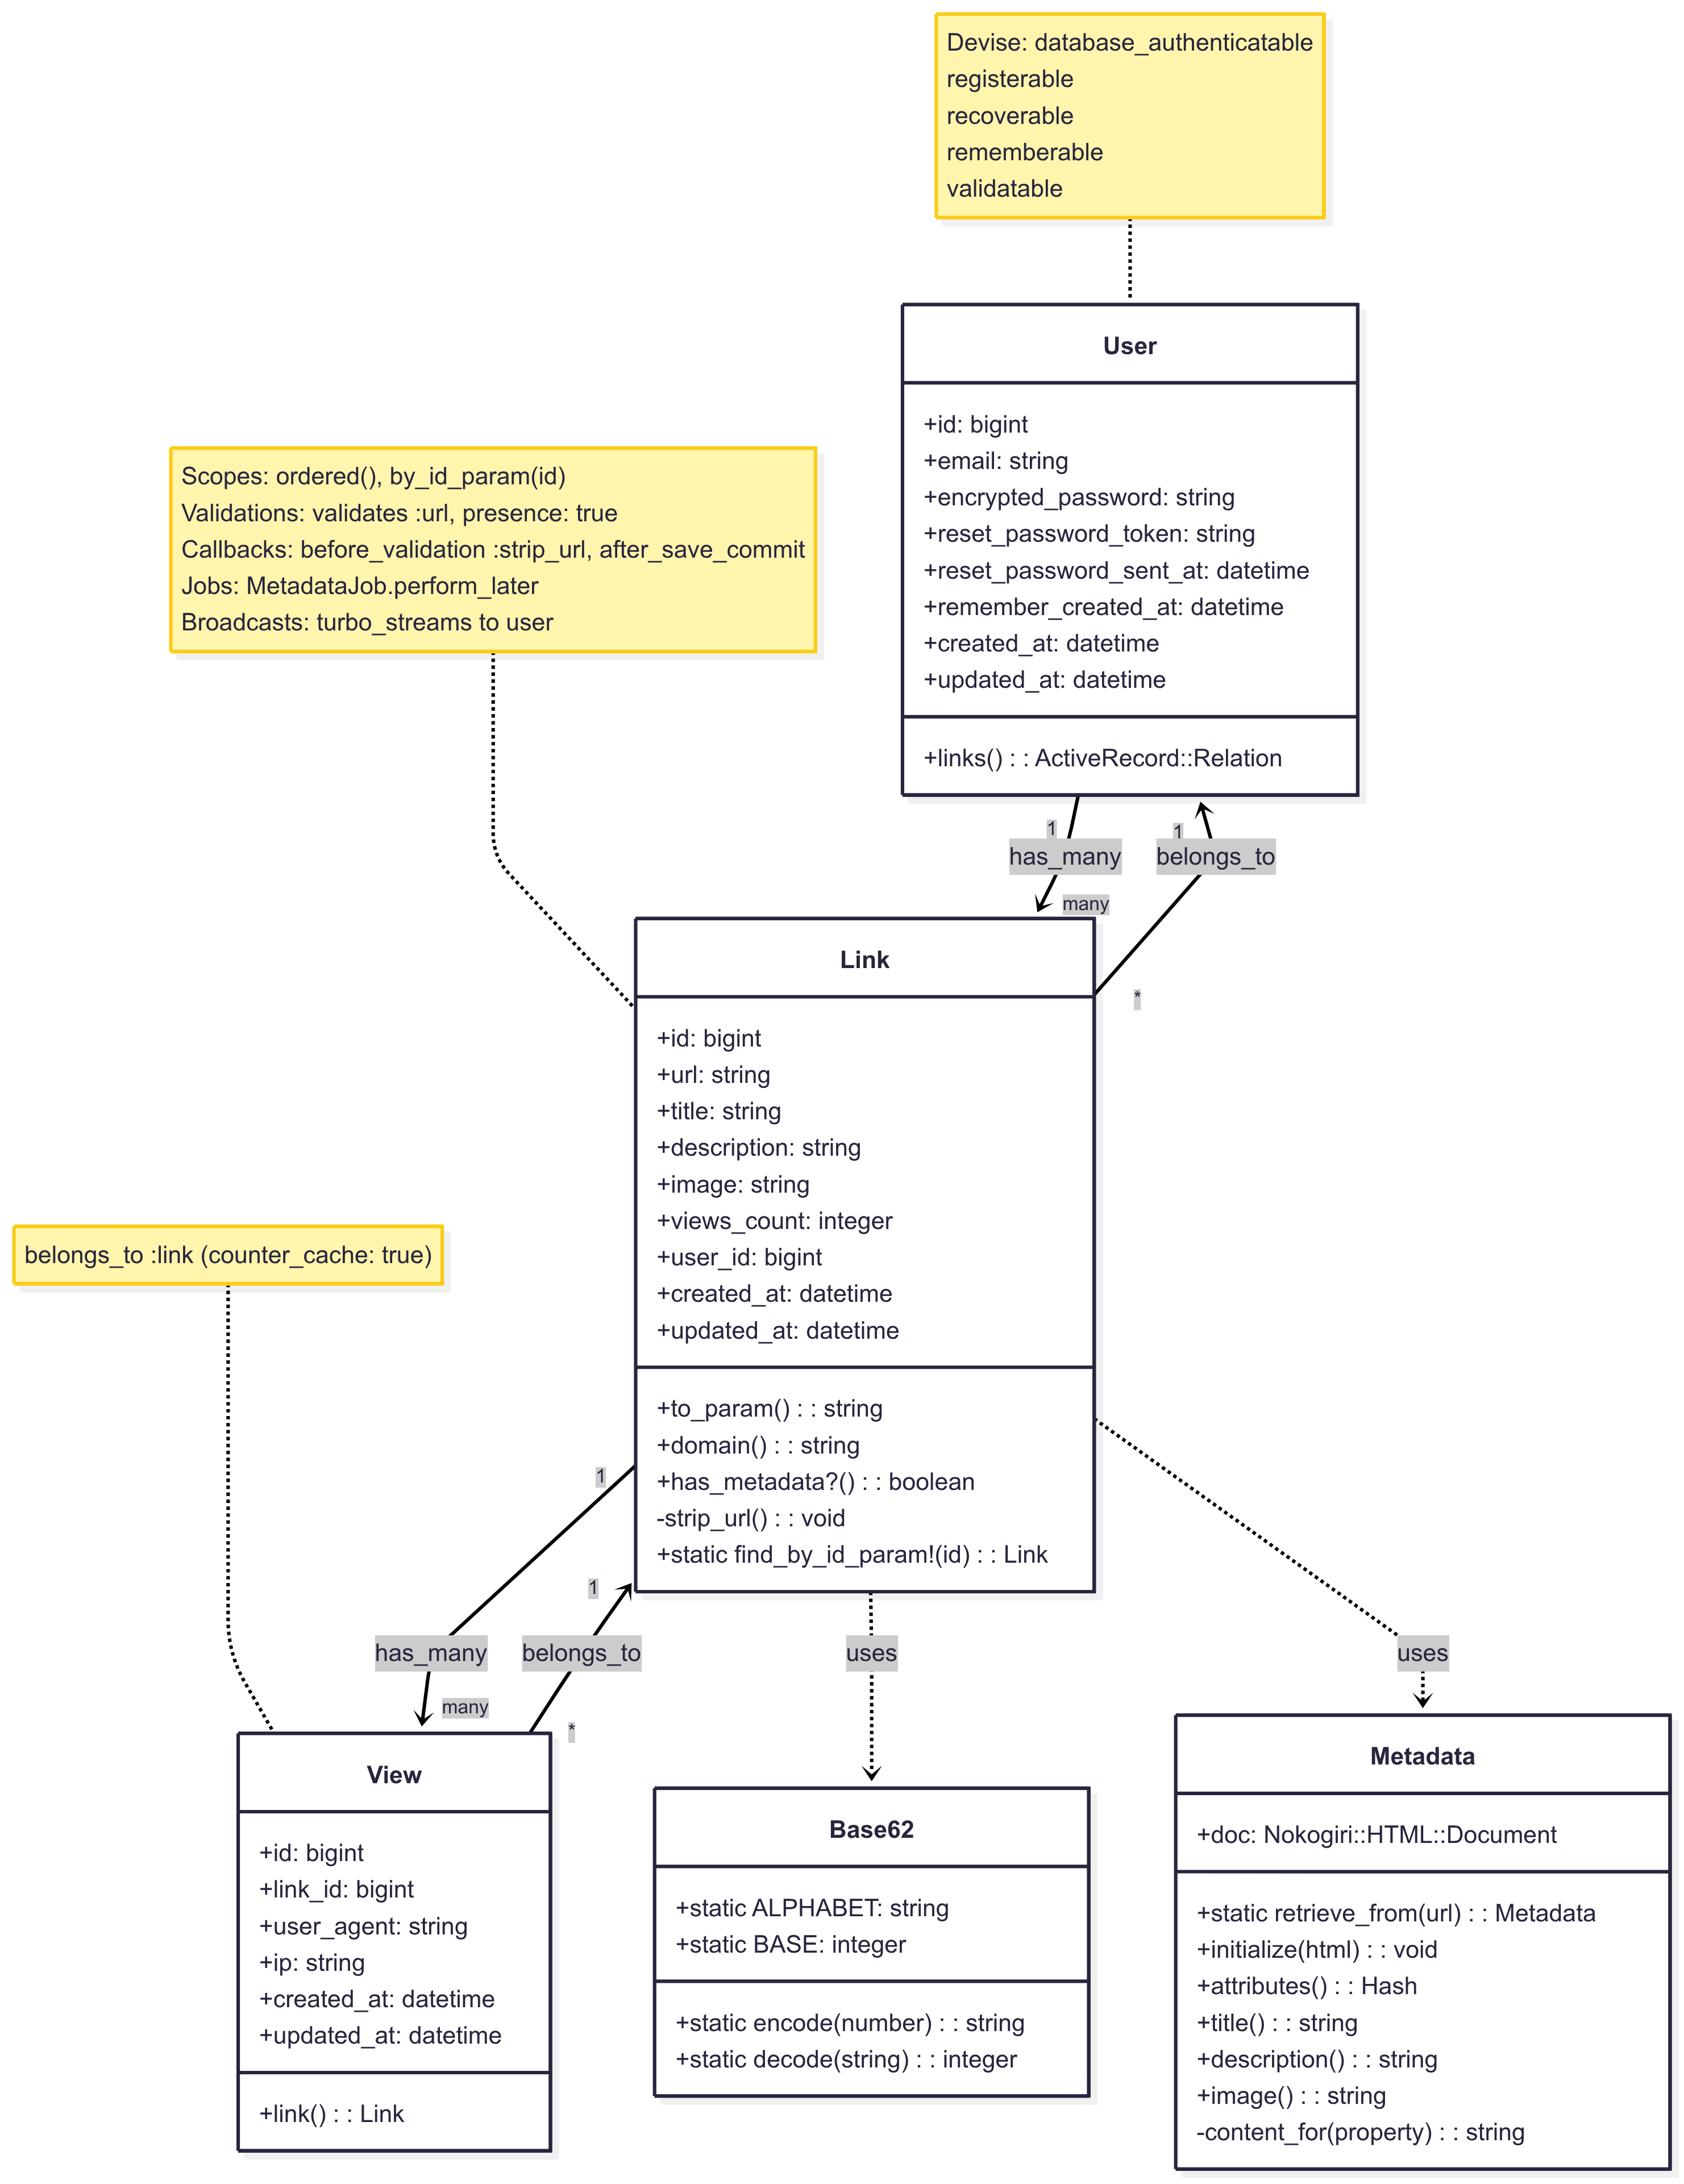 Devise: database_authenticatable
registerable
recoverable
rememberable
validatable
User
+id: bigint
+email: string
+encrypted_password: string
+reset_password_token: string
+reset_password_sent_at: datetime
+remember_created_at: datetime
+created_at: datetime
+updated_at: datetime
+links() : : ActiveRecord::Relation
Scopes: ordered(), by_id_param(id)
Validations: validates :url, presence: true
Callbacks: before_validation :strip_url, after_save_commit
Jobs: MetadataJob.perform_later
Broadcasts: turbo_streams to user
1
has_many
many
1
belongs_to
*
Link
+id: bigint
+url: string
+title: string
+description: string
+image: string
+views_count: integer
+user_id: bigint
+created_at: datetime
+updated_at: datetime
+to_param() : : string
+domain() : : string
+has_metadata?() : : boolean
-strip_url() : : void
+static find_by_id_param!(id) : : Link
belongs_to :link (counter_cache: true)
1
has_many
many
1
belongs_to
*
uses
uses
View
+id: bigint
+link_id: bigint
+user_agent: string
+ip: string
+created_at: datetime
+updated_at: datetime
+link() : : Link
Base62
+static ALPHABET: string
+static BASE: integer
+static encode(number) : : string
+static decode(string) : : integer
Metadata
+doc: Nokogiri::HTML::Document
+static retrieve_from(url) : : Metadata
+initialize(html) : : void
+attributes() : : Hash
+title() : : string
+description() : : string
+image() : : string
-content_for(property) : : string